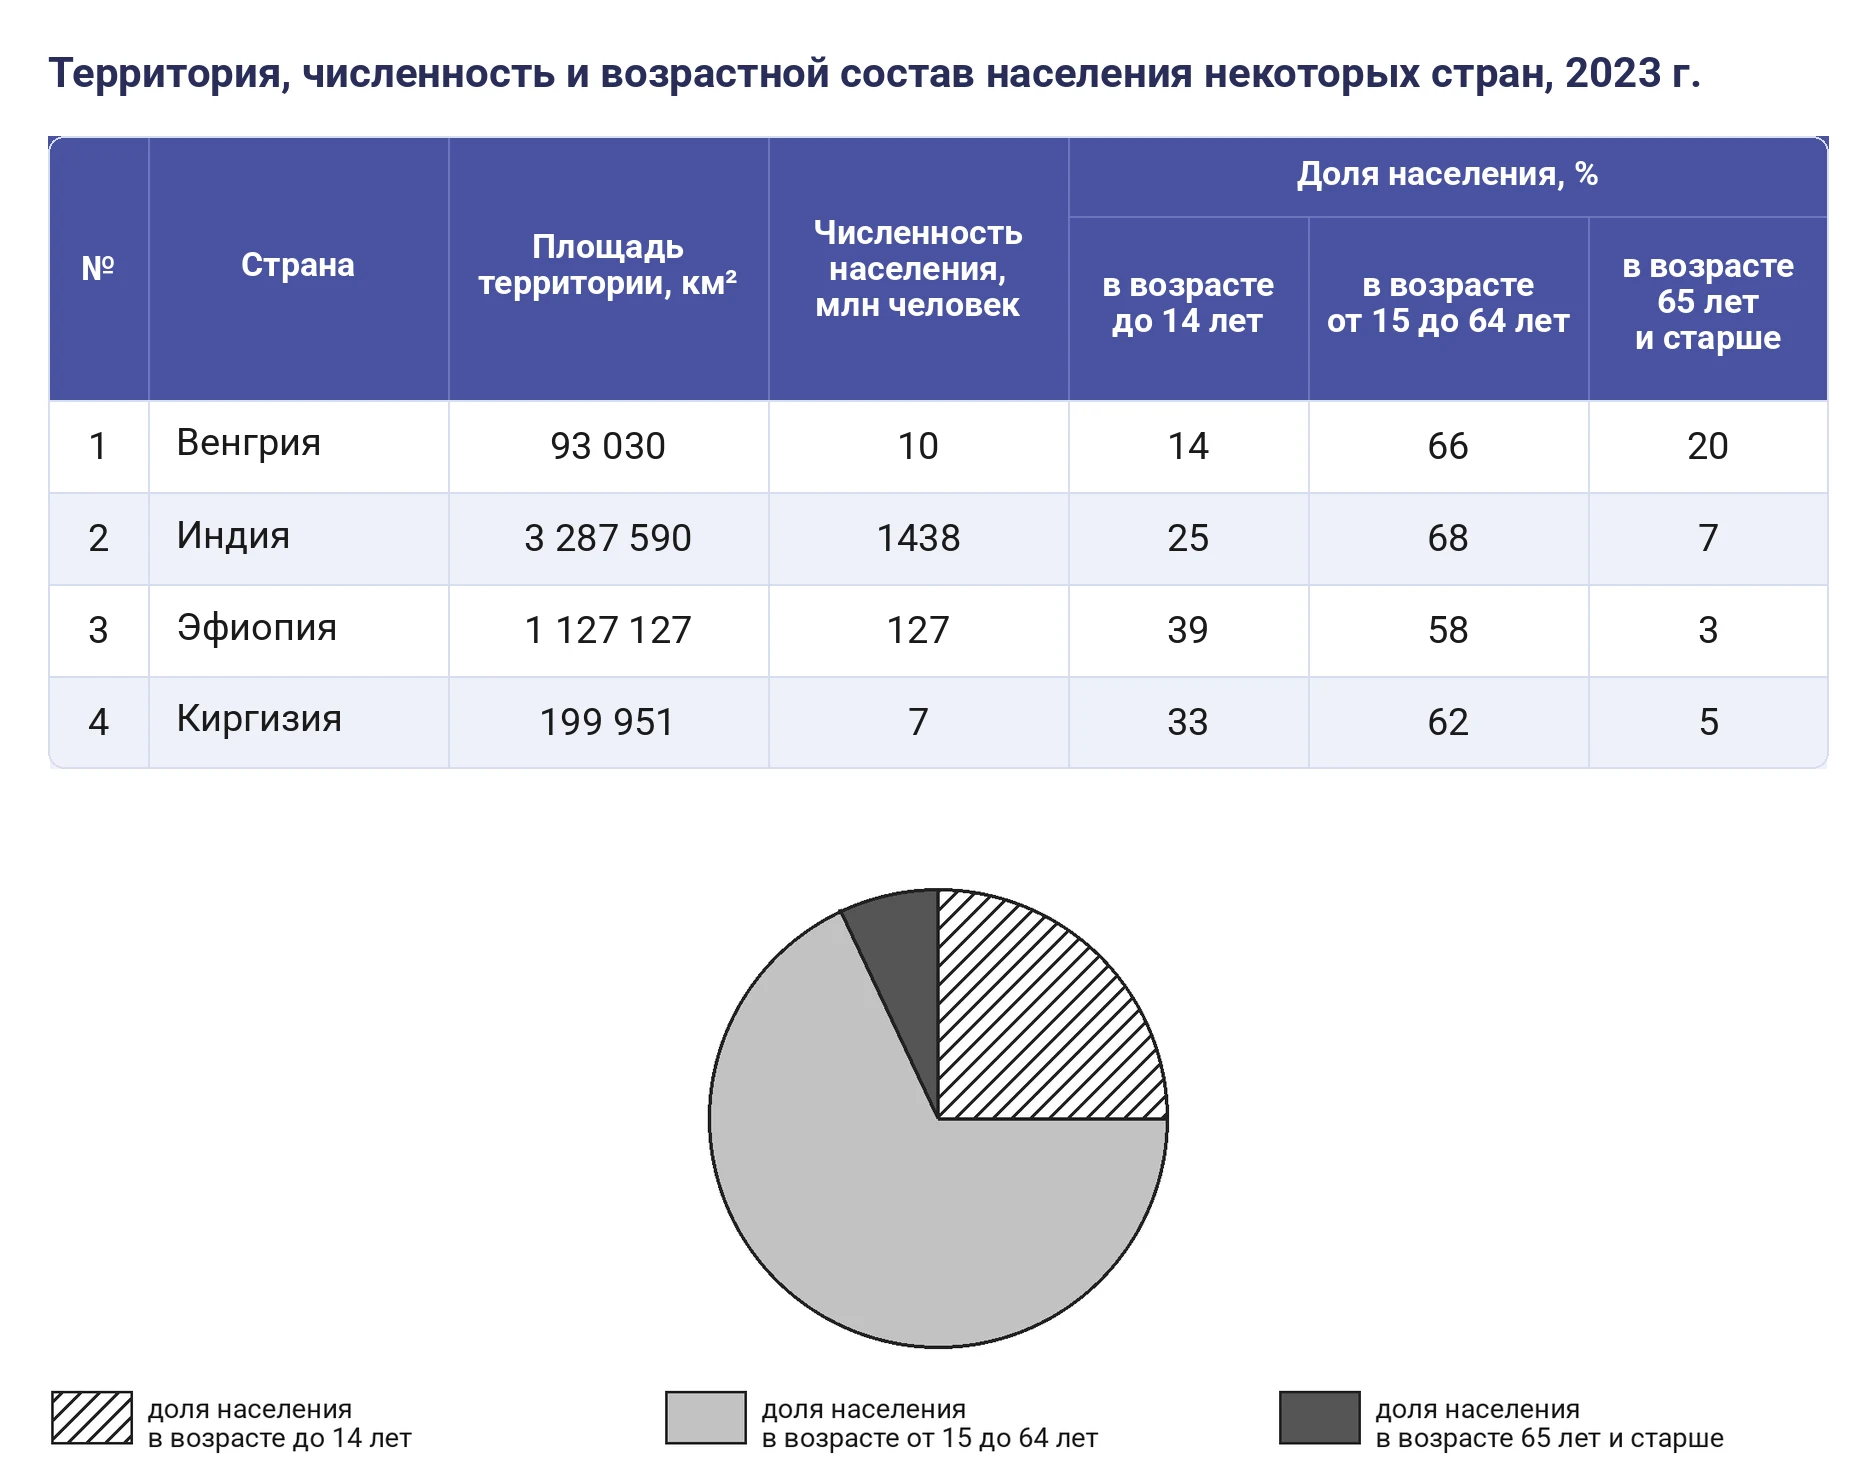 Территория, численность и возрастной состав населения некоторых стран, 2023 г.
№
Страна
Площадь
территории, км²
Численность
населения,
млн человек
Доля населения, %
в возрасте
до 14 лет
в возрасте
от 15 до 64 лет
в возрасте
65 лет
и старше
1 Венгрия 93 030 10 14 66 20
2 Индия 3 287 590 1438 25 68 7
3 Эфиопия 1 127 127 127 39 58 3
4 Киргизия 199 951 7 33 62 5
доля населения
в возрасте до 14 лет
доля населения
в возрасте от 15 до 64 лет
доля населения
в возрасте 65 лет и старше